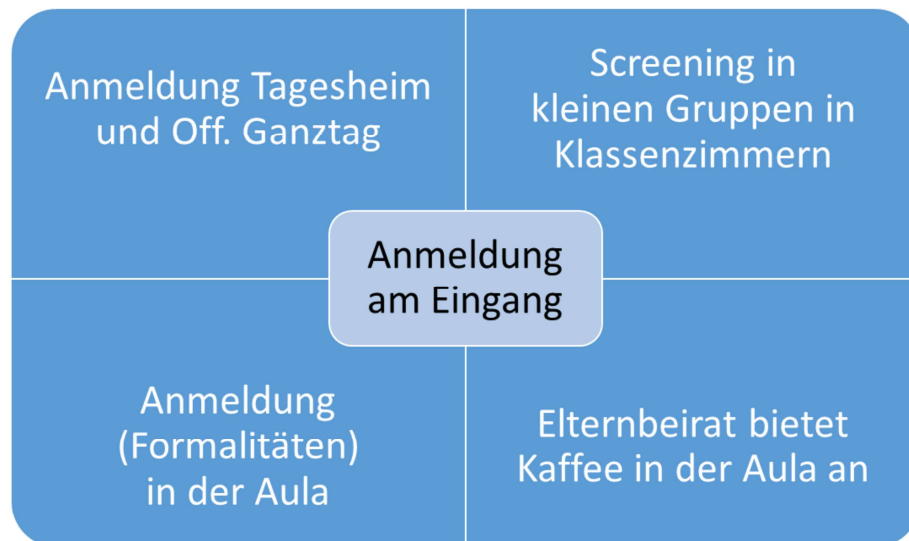 Anmeldung Tagesheim
und Off. Ganztag
Screening in
kleinen Gruppen in
Klassenzimmern
Anmeldung
am Eingang
Anmeldung
(Formalitäten)
in der Aula
Elternbeirat bietet
Kaffee in der Aula an